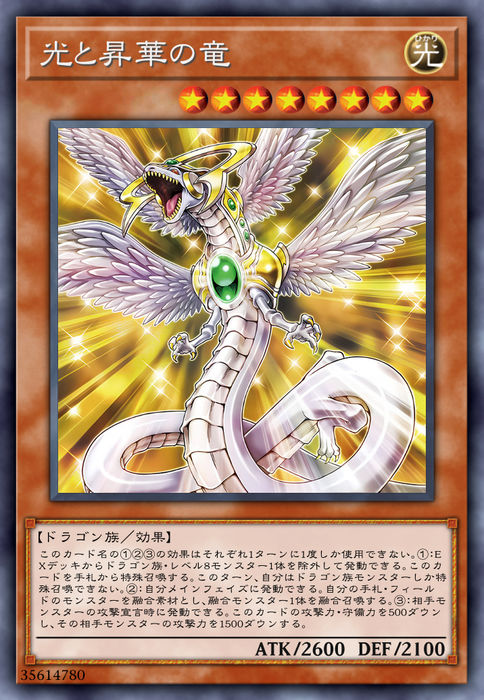 光と昇華の竜
ひかり
光
【ドラゴン族／効果】
このカード名の①②③の効果はそれぞれ1ターンに1度しか使用できない。①：E
Xデッキからドラゴン族・レベル8モンスター1体を除外して発動できる。このカ
ードを手札から特殊召喚する。このターン、自分はドラゴン族モンスターしか特
殊召喚できない。②：自分メインフェイズに発動できる。自分の手札・フィール
ドのモンスターを融合素材とし、融合モンスター1体を融合召喚する。③：相手モ
ンスターの攻撃宣言時に発動できる。このカードの攻撃力・守備力を500ダウ
ンし、その相手モンスターの攻撃力を1500ダウンする。
ATK/2600 DEF/2100
35614780